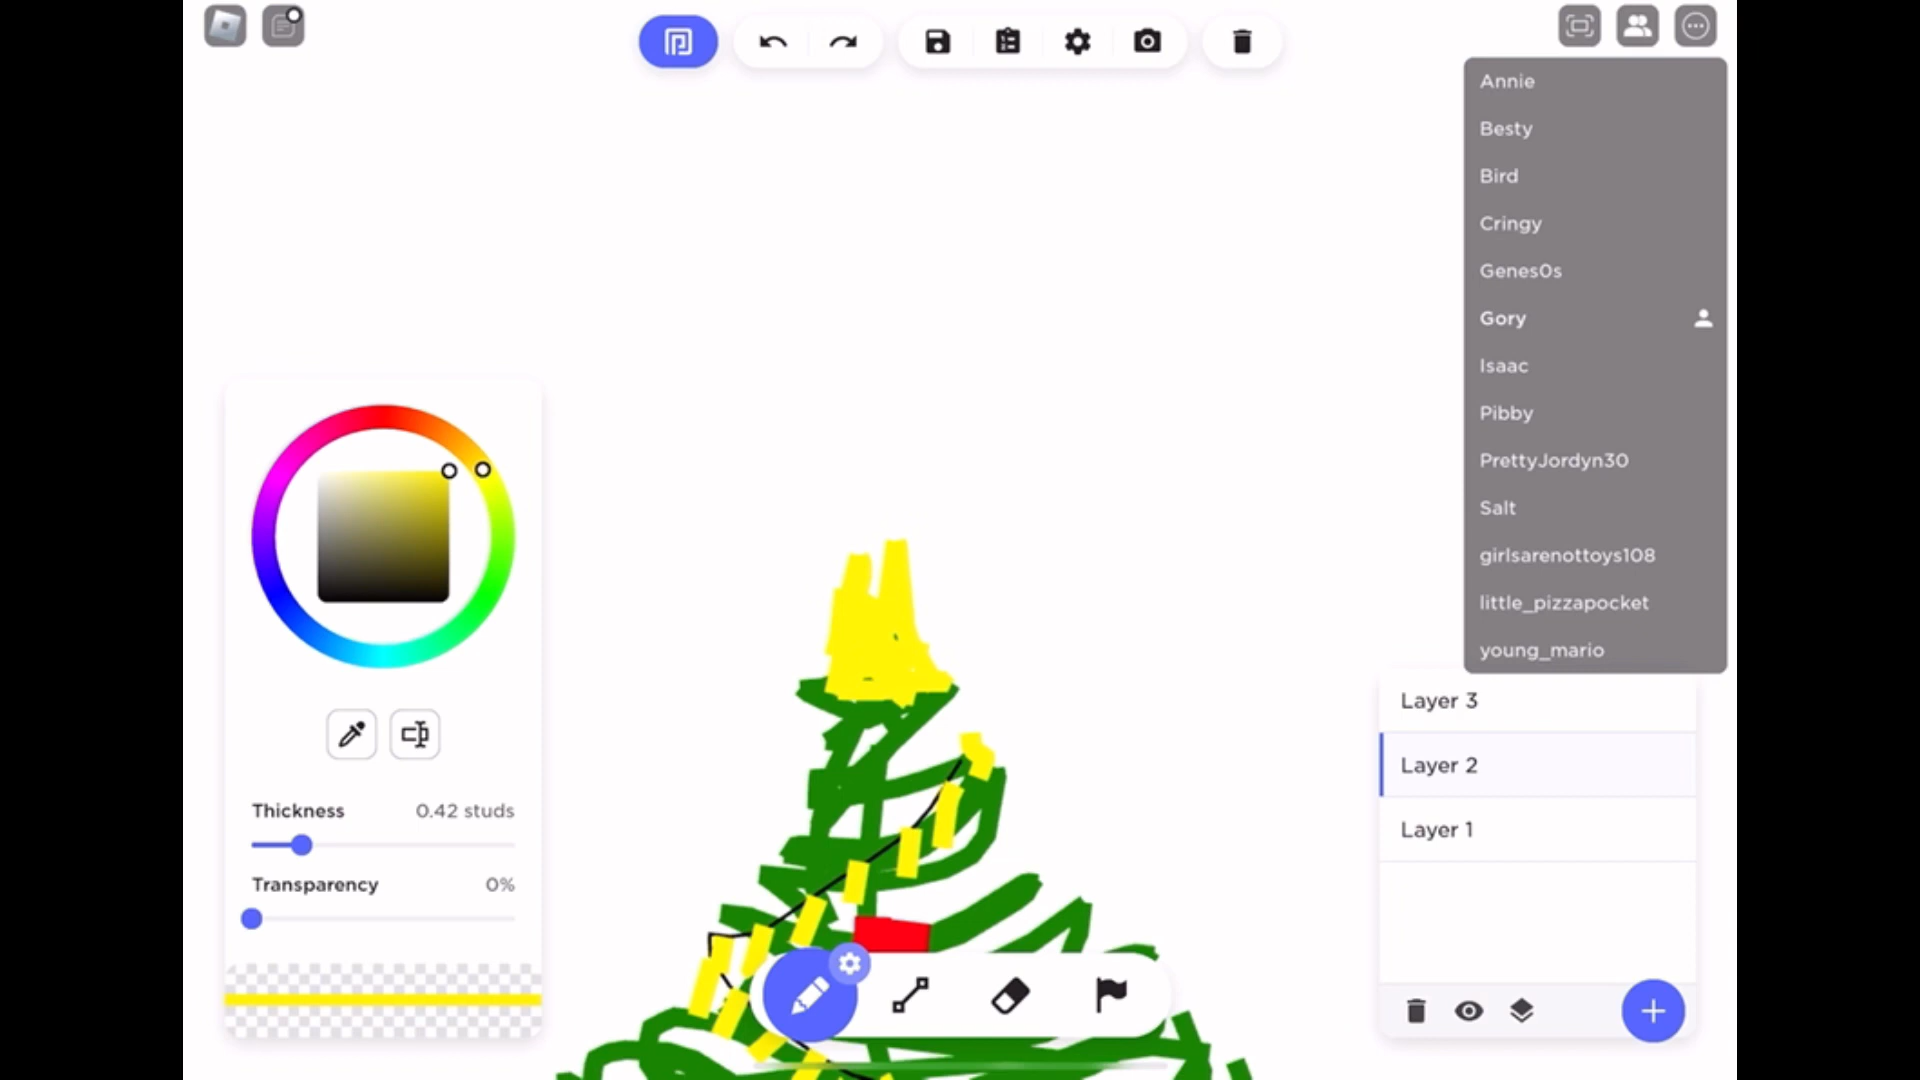 Annie
Besty
Bird
Cringy
Genes0s
Gory
Isaac
Pibby
PrettyJordyn30
Salt
girlsarenottoys108
little_pizzapocket
young_mario
Thickness 0.42 studs
Transparency 0%
Layer 3
Layer 2
Layer 1